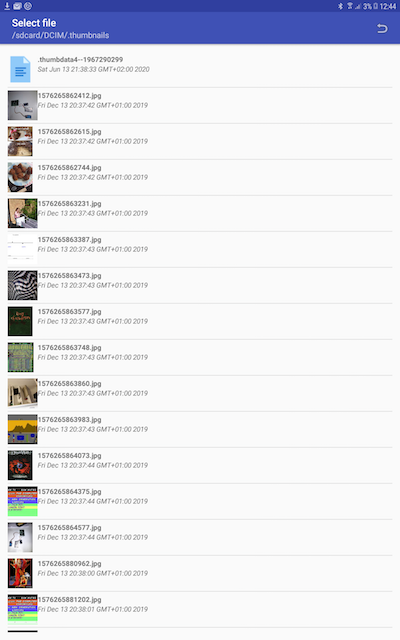 3% 12:44
Select file
/sdcard/DCIM/.thumbnails
.thumbdata4--1967290299
Sat Jun 13 21:38:33 GMT+02:00 2020
1576265862412.jpg
Fri Dec 13 20:37:42 GMT+01:00 2019
1576265862615.jpg
Fri Dec 13 20:37:42 GMT+01:00 2019
1576265862744.jpg
Fri Dec 13 20:37:42 GMT+01:00 2019
1576265863231.jpg
Fri Dec 13 20:37:43 GMT+01:00 2019
1576265863387.jpg
Fri Dec 13 20:37:43 GMT+01:00 2019
1576265863473.jpg
Fri Dec 13 20:37:43 GMT+01:00 2019
1576265863577.jpg
Fri Dec 13 20:37:43 GMT+01:00 2019
1576265863748.jpg
Fri Dec 13 20:37:43 GMT+01:00 2019
1576265863860.jpg
Fri Dec 13 20:37:43 GMT+01:00 2019
1576265863983.jpg
Fri Dec 13 20:37:43 GMT+01:00 2019
1576265864073.jpg
Fri Dec 13 20:37:44 GMT+01:00 2019
1576265864375.jpg
Fri Dec 13 20:37:44 GMT+01:00 2019
1576265864577.jpg
Fri Dec 13 20:37:44 GMT+01:00 2019
1576265880962.jpg
Fri Dec 13 20:38:00 GMT+01:00 2019
1576265881202.jpg
Fri Dec 13 20:38:01 GMT+01:00 2019